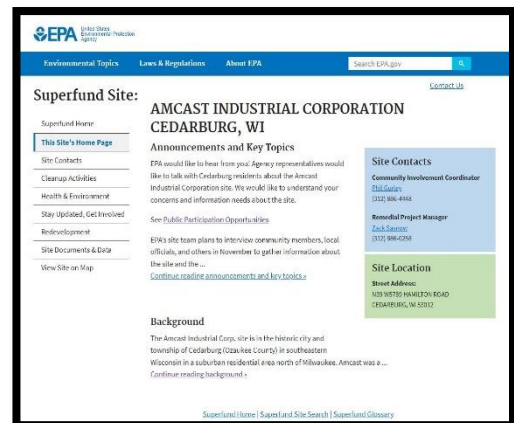 EPA United States
Environmental Protection
Agency
Environmental Topics Laws & Regulations About EPA Search EPA.gov
Contact Us
Superfund Site:
AMCAST INDUSTRIAL CORPORATION
CEDARBURG, WI
Superfund Home
This Site's Home Page
Site Contacts
Cleanup Activities
Health & Environment
Stay Updated, Get Involved
Redevelopment
Site Documents & Data
View Site on Map
Announcements and Key Topics
EPA would like to hear from you! Agency representatives would
like to talk with Cedarburg residents about the Amcast
Industrial Corporation site. We would like to understand your
concerns and information needs about the site.
See Public Participation Opportunities.
EPA's site team plans to interview community members, local
officials, and others in November to gather information about
the site and the ...
Continue reading announcements and key topics »
Background
The Amcast Industrial Corp. site is in the historic city and
township of Cedarburg (Ozaukee County) in southeastern
Wisconsin in a suburban residential area north of Milwaukee. Amcast was a ...
Continue reading background »
Site Contacts
Community Involvement Coordinator
Phil Gurley
(312) 886-4448
Remedial Project Manager
Zack Sasnow
(312) 886-0258
Site Location
Street Address:
HAMILTON ROAD
CEDARBURG, WI 53012
Superfund Home | Superfund Site Search | Superfund Glossary